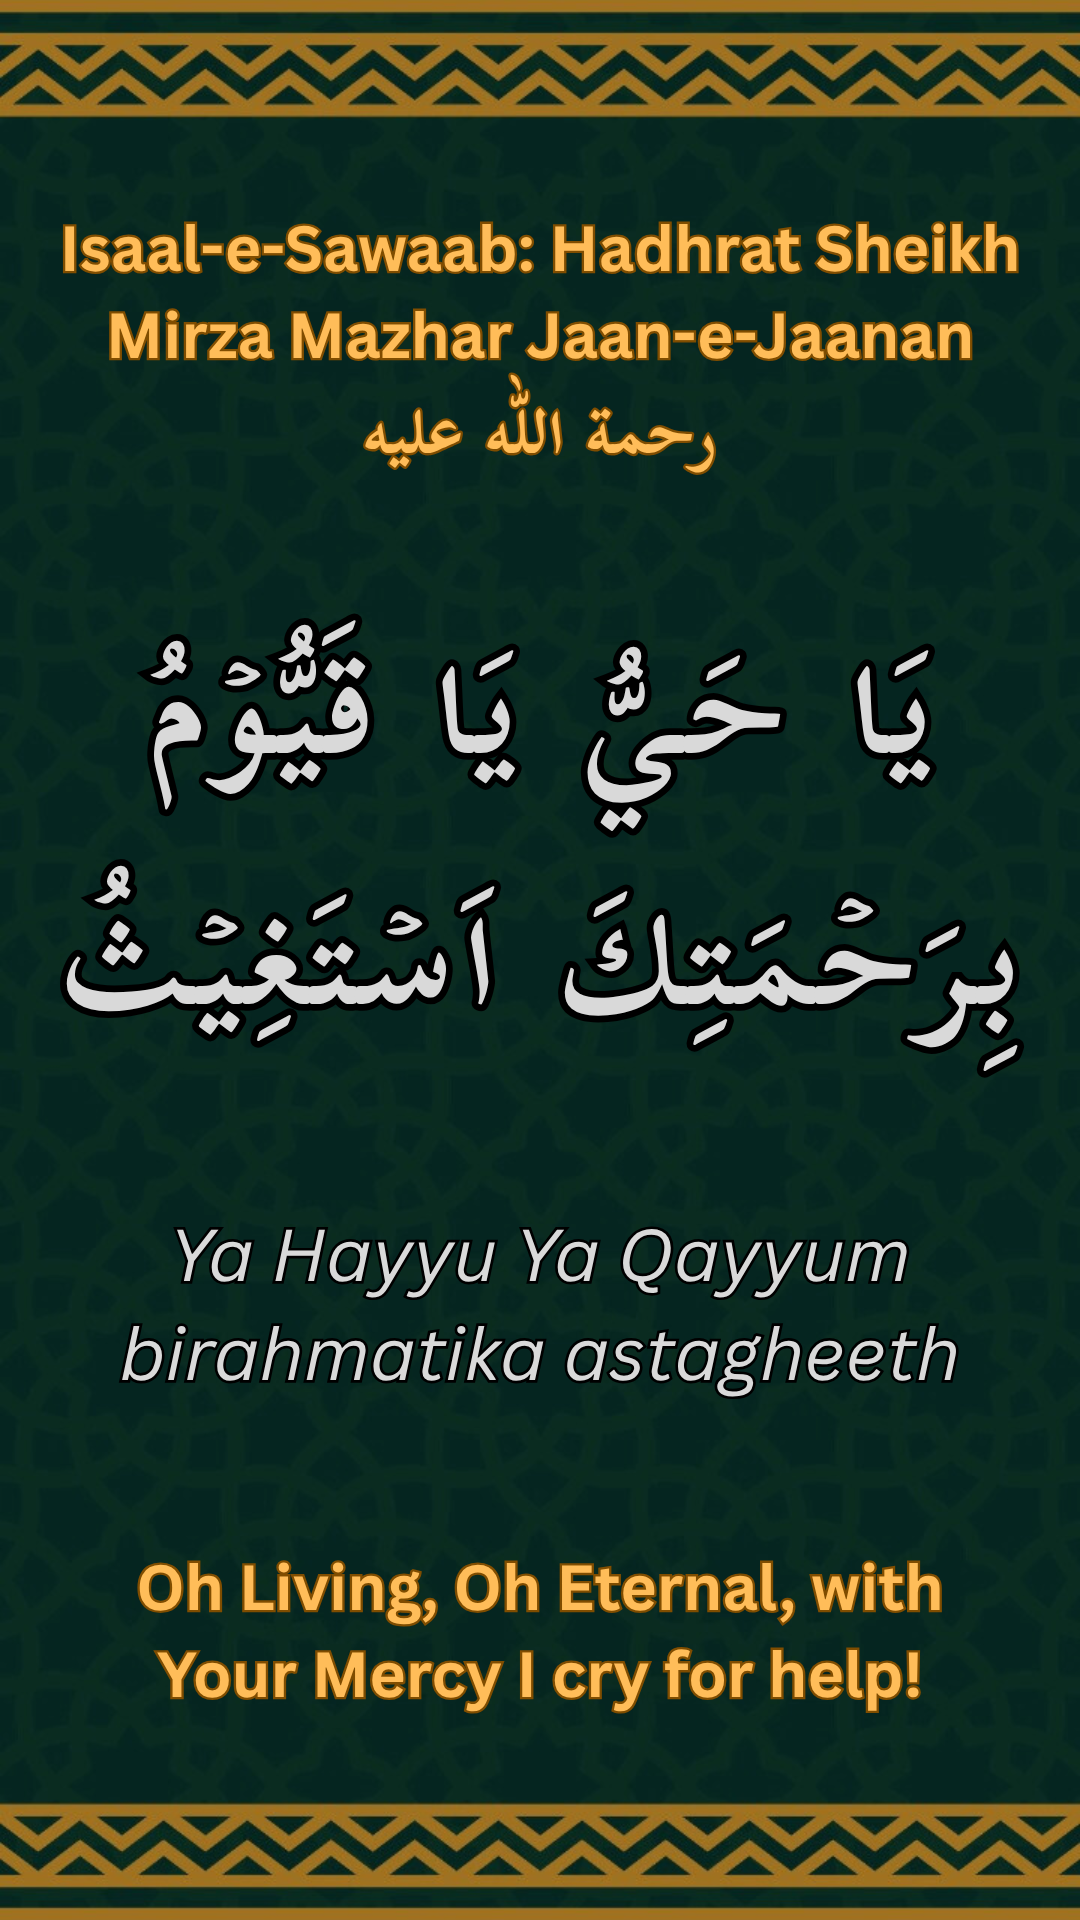 Isaal-e-Sawaab: Hadhrat Sheikh
Mirza Mazhar Jaan-e-Jaanan
رحمة الله عليه
يَا حَيُّ يَا قَيُّوْمُ
بِرَحْمَتِكَ اَسْتَغِيْثُ
Ya Hayyu Ya Qayyum
birahmatika astagheeth
Oh Living, Oh Eternal, with
Your Mercy I cry for help!